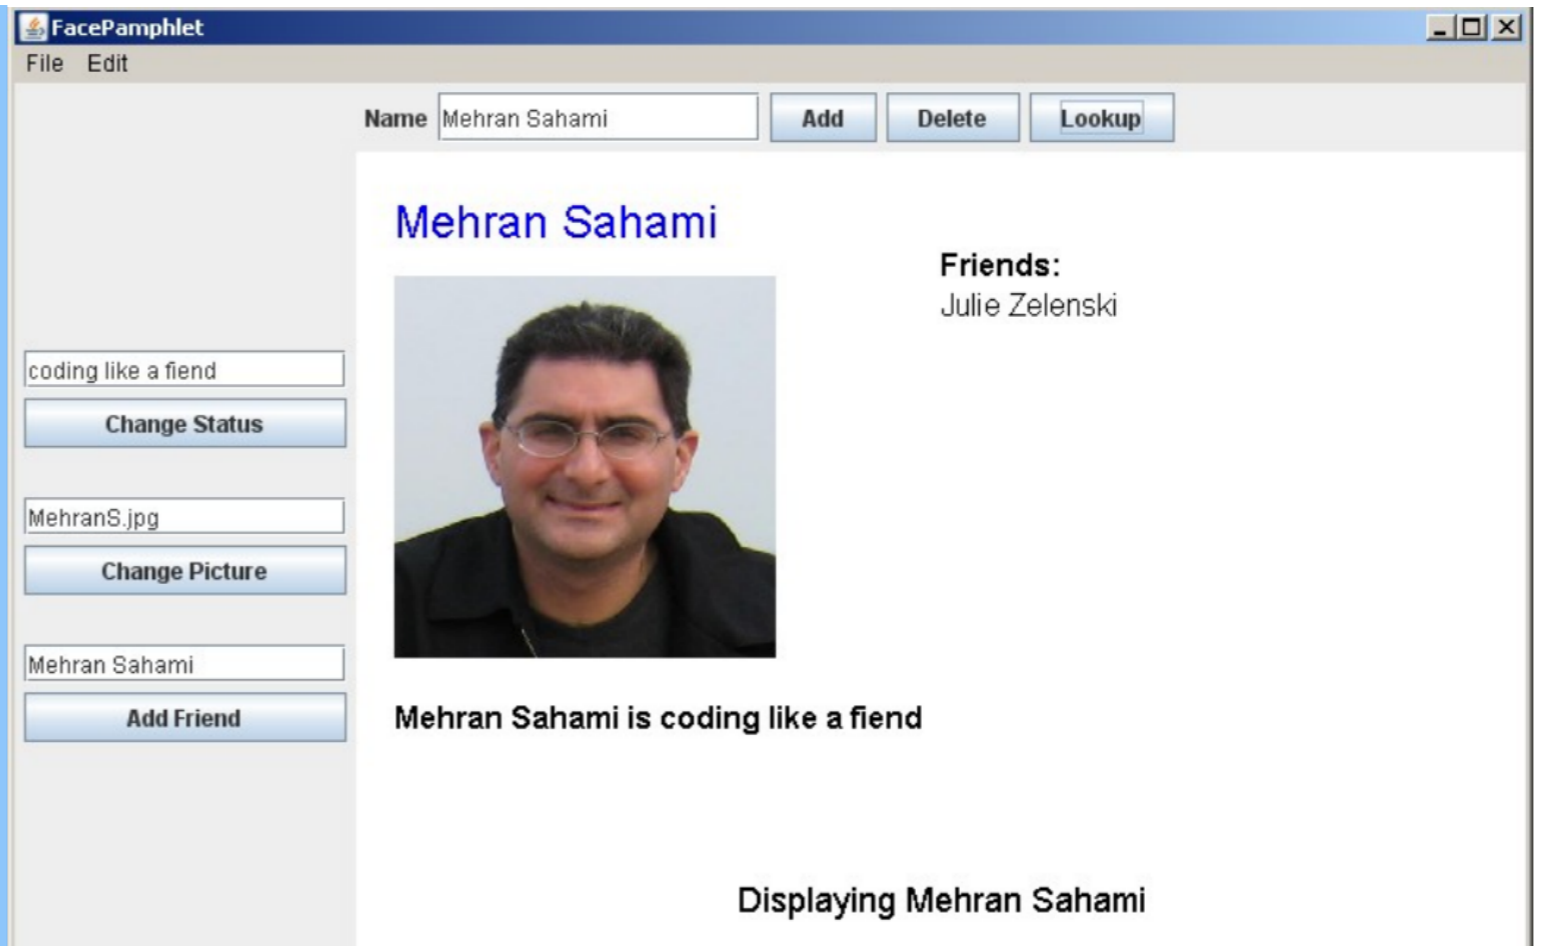 FacePamphlet
File Edit
Name Mehran Sahami Add Delete Lookup
Mehran Sahami
Friends:
Julie Zelenski
coding like a fiend
Change Status
MehranS.jpg
Change Picture
Mehran Sahami
Add Friend
Mehran Sahami is coding like a fiend
Displaying Mehran Sahami